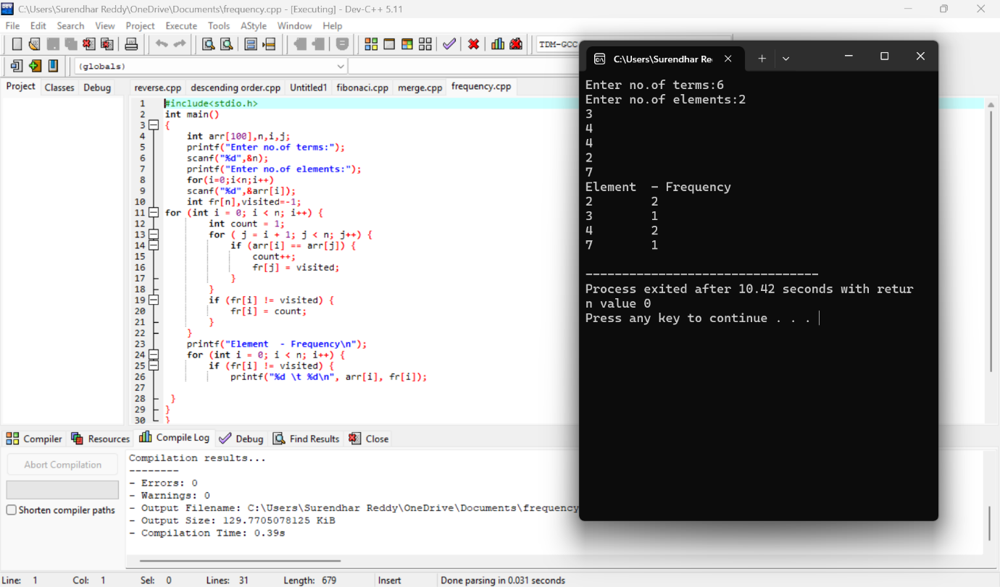 C:\Users\Surendhar Reddy\OneDrive\Documents\frequency.cpp - [Executing] - Dev-C++ 5.11
File Edit Search View Project Execute Tools AStyle Window Help
TDM-GCC
(globals)
Project Classes Debug
reverse.cpp descending order.cpp Untitled1 fibonaci.cpp merge.cpp frequency.cpp
1 #include<stdio.h>
2 int main()
3 {
4 int arr[100],n,i,j;
5 printf("Enter no.of terms:");
6 scanf("%d",&n);
7 printf("Enter no.of elements:");
8 for(i=0;i<n;i++)
9 scanf("%d",&arr[i]);
10 int fr[n],visited=-1;
11 for (int i = 0; i < n; i++) {
12 int count = 1;
13 for ( j = i + 1; j < n; j++) {
14 if (arr[i] == arr[j]) {
15 count++;
16 fr[j] = visited;
17 }
18 }
19 if (fr[i] != visited) {
20 fr[i] = count;
21 }
22 }
23 printf("Element  - Frequency\n");
24 for (int i = 0; i < n; i++) {
25 if (fr[i] != visited) {
26 printf("%d \t %d\n", arr[i], fr[i]);
27
28 }
29 }
30 }
C:\Users\Surendhar Re
Enter no.of terms:6
Enter no.of elements:2
3
4
4
2
7
Element  - Frequency
2 2
3 1
4 2
7 1
--------------------------------
Process exited after 10.42 seconds with retur
n value 0
Press any key to continue . . .
Compiler Resources Compile Log Debug Find Results Close
Abort Compilation
Shorten compiler paths
Compilation results...
--------
- Errors: 0
- Warnings: 0
- Output Filename: C:\Users\Surendhar Reddy\OneDrive\Documents\frequency
- Output Size: 129.7705078125 KiB
- Compilation Time: 0.39s
Line: 1 Col: 1 Sel: 0 Lines: 31 Length: 679 Insert Done parsing in 0.031 seconds